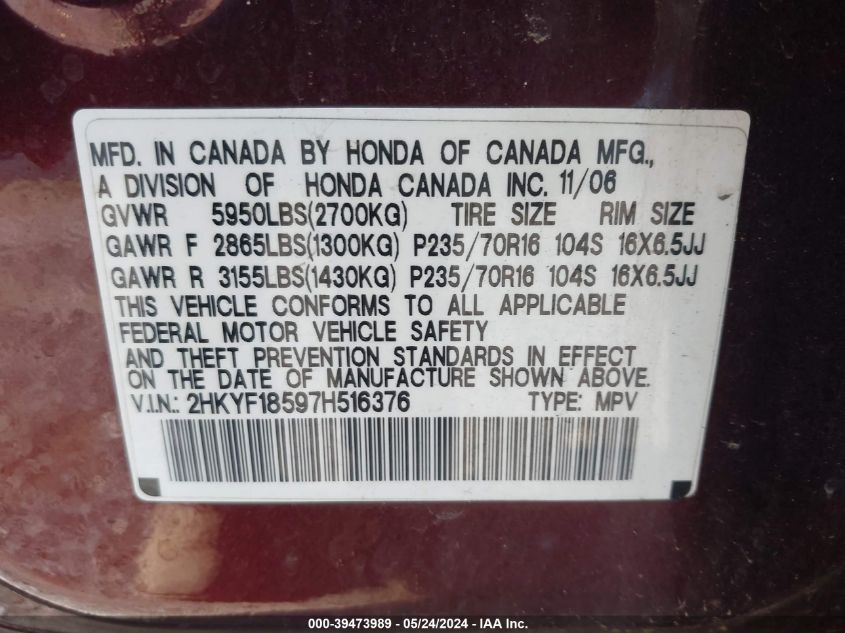 MFD. IN CANADA BY HONDA OF CANADA MFG.,
A DIVISION OF HONDA CANADA INC. 11/06
GVWR 5950LBS(2700KG) TIRE SIZE RIM SIZE
GAWR F 2865LBS(1300KG) P235/70R16 104S 16X6.5JJ
GAWR R 3155LBS(1430KG) P235/70R16 104S 16X6.5JJ
THIS VEHICLE CONFORMS TO ALL APPLICABLE
FEDERAL MOTOR VEHICLE SAFETY
AND THEFT PREVENTION STANDARDS IN EFFECT
ON THE DATE OF MANUFACTURE SHOWN ABOVE.
V.I.N.: 2HKYF18597H516376 TYPE: MPV
000-39473989 - 05/24/2024 - IAA Inc.